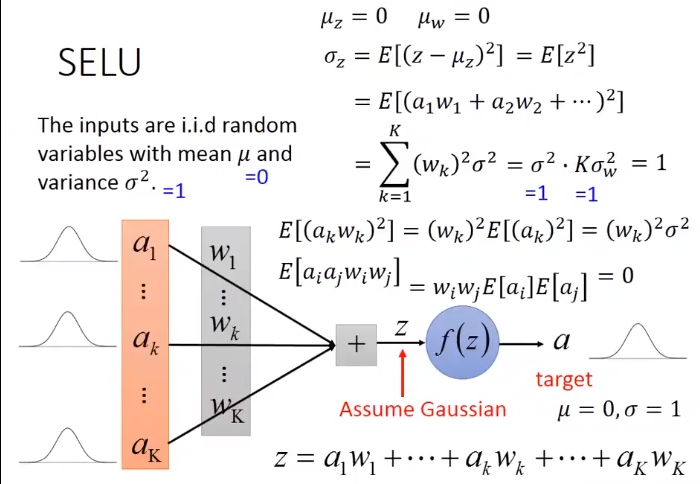 SELU
The inputs are i.i.d random
variables with mean μ and
variance σ². =1
=0
μ_z = 0 μ_w = 0
σ_z = E[(z − μ_z)²] = E[z²]
= E[(a₁w₁ + a₂w₂ + ⋯)²]
= ∑_{k=1}^{K} (w_k)²σ² = σ² · Kσ_w² = 1
=1 =1
E[(a_k w_k)²] = (w_k)²E[(a_k)²] = (w_k)²σ²
E[a_i a_j w_i w_j] = w_i w_j E[a_i]E[a_j] = 0
a₁ w₁
⋮ ⋮
a_k w_k + z f(z) a
⋮ ⋮
a_K w_K
target
Assume Gaussian
μ = 0, σ = 1
z = a₁w₁ + ⋯ + a_k w_k + ⋯ + a_K w_K